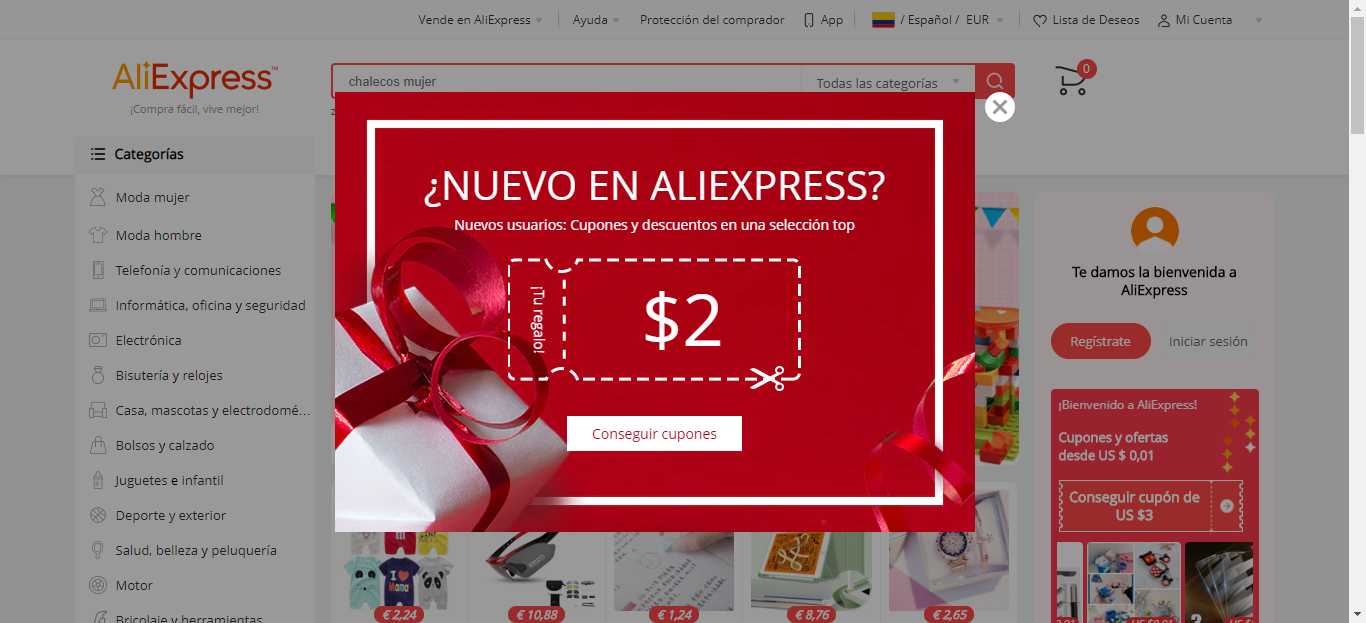 Vende en AliExpress
Ayuda
Protección del comprador
App
/ Español / EUR
Lista de Deseos
Mi Cuenta
AliExpress™
¡Compra fácil, vive mejor!
chalecos mujer
Todas las categorías
0
Categorías
Moda mujer
Moda hombre
Telefonía y comunicaciones
Informática, oficina y seguridad
Electrónica
Bisutería y relojes
Casa, mascotas y electrodomé...
Bolsos y calzado
Juguetes e infantil
Deporte y exterior
Salud, belleza y peluquería
Motor
Bricolaje y herramientas
¿NUEVO EN ALIEXPRESS?
Nuevos usuarios: Cupones y descuentos en una selección top
¡Tu regalo!
$2
Conseguir cupones
Te damos la bienvenida a
AliExpress
Regístrate
Iniciar sesión
¡Bienvenido a AliExpress!
Cupones y ofertas
desde US $ 0,01
Conseguir cupón de
US $3
€ 2,24
€ 10,88
€ 1,24
€ 8,76
€ 2,65